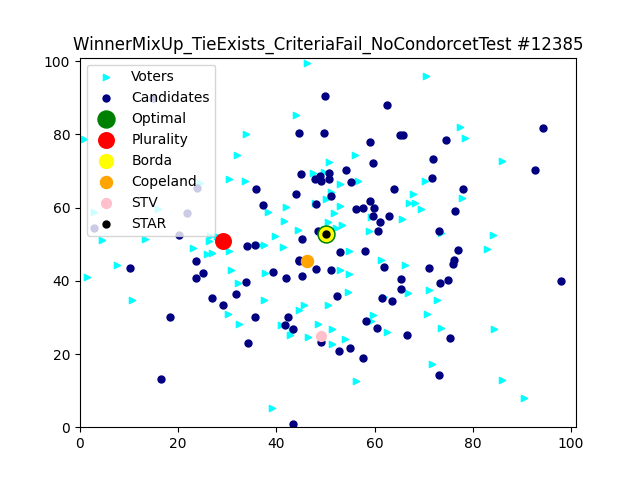 WinnerMixUp_TieExists_CriteriaFail_NoCondorcetTest #12385
100
80
60
40
20
0
Voters
Candidates
Optimal
Plurality
Borda
Copeland
STV
STAR
0 20 40 60 80 100